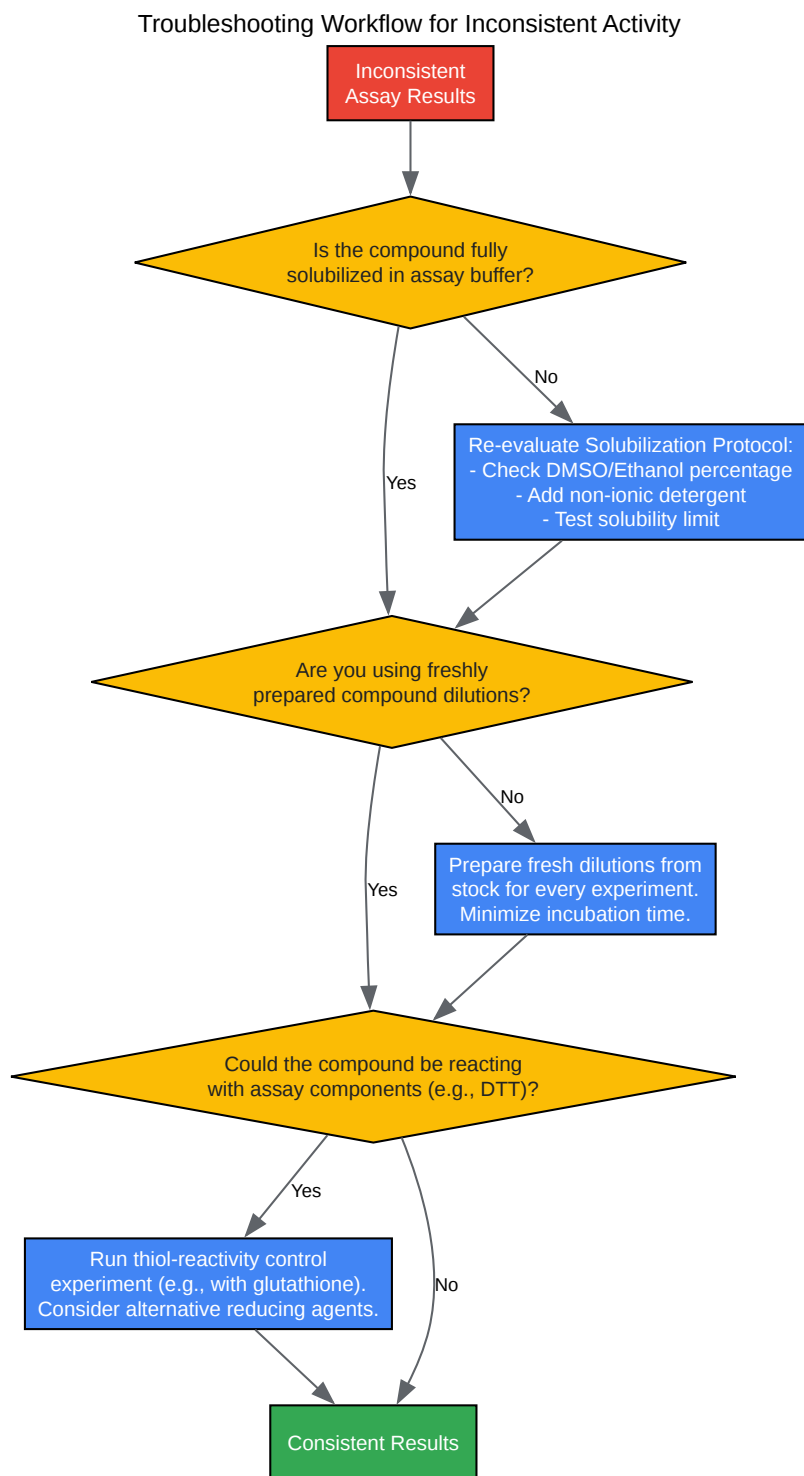 Troubleshooting Workflow for Inconsistent Activity
Inconsistent
Assay Results
Is the compound fully
solubilized in assay buffer?
No
Re-evaluate Solubilization Protocol:
- Check DMSO/Ethanol percentage
- Add non-ionic detergent
- Test solubility limit
Yes
Are you using freshly
prepared compound dilutions?
No
Prepare fresh dilutions from
stock for every experiment.
Minimize incubation time.
Yes
Could the compound be reacting
with assay components (e.g., DTT)?
Yes
Run thiol-reactivity control
experiment (e.g., with glutathione).
Consider alternative reducing agents.
No
Consistent Results